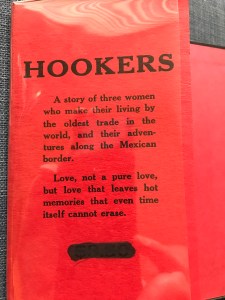 HOOKERS
A story of three women
who make their living by
the oldest trade in the
world, and their adven-
tures along the Mexican
border.
Love, not a pure love,
but love that leaves hot
memories that even time
itself cannot erase.